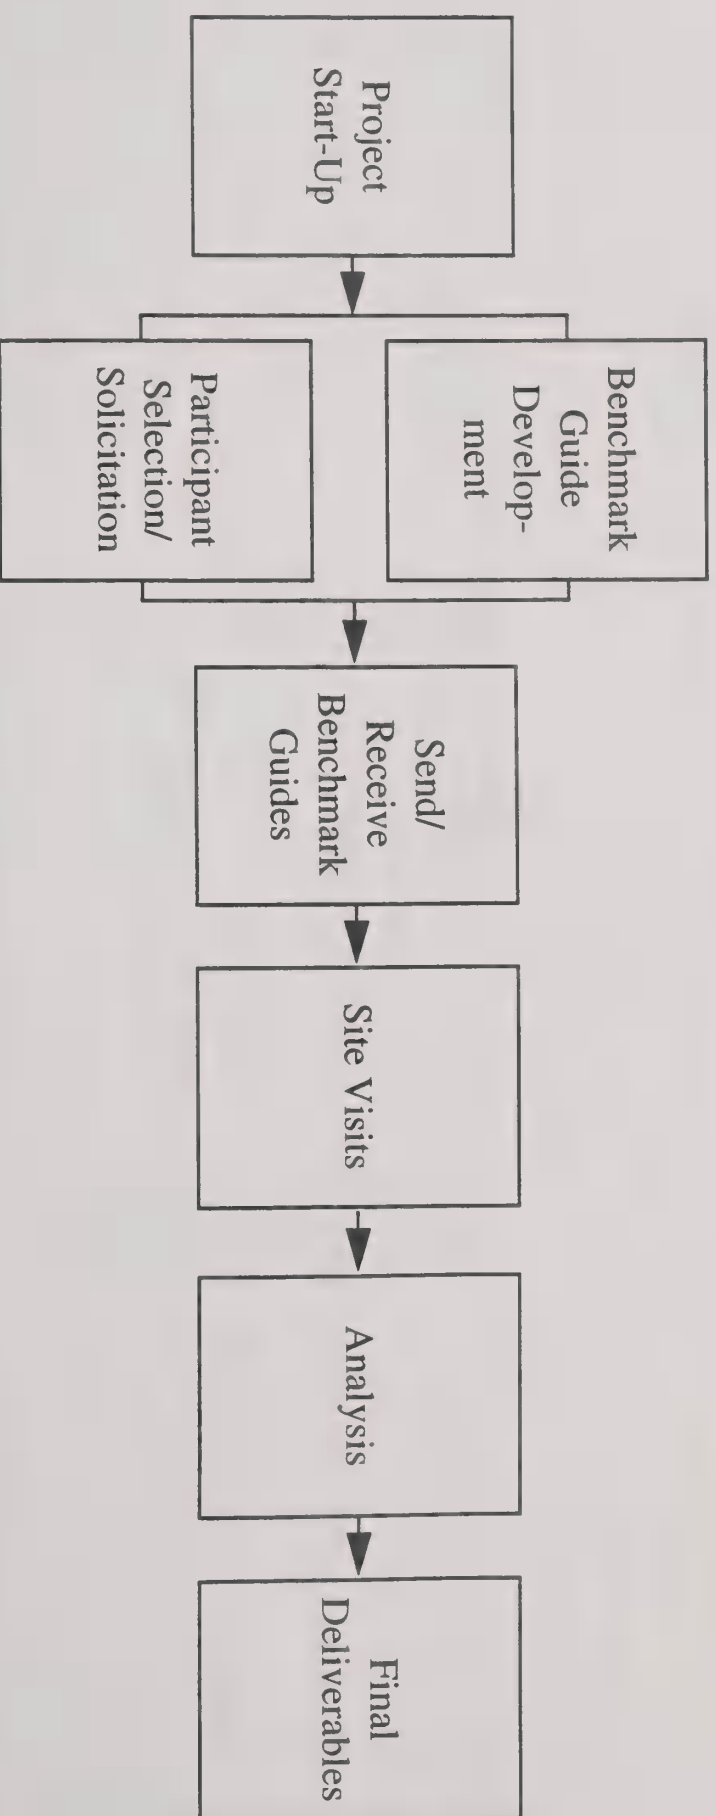 Project
Start-Up
Benchmark
Guide
Develop-
ment
Participant
Selection/
Solicitation
Send/
Receive
Benchmark
Guides
Site Visits
Analysis
Final
Deliverables